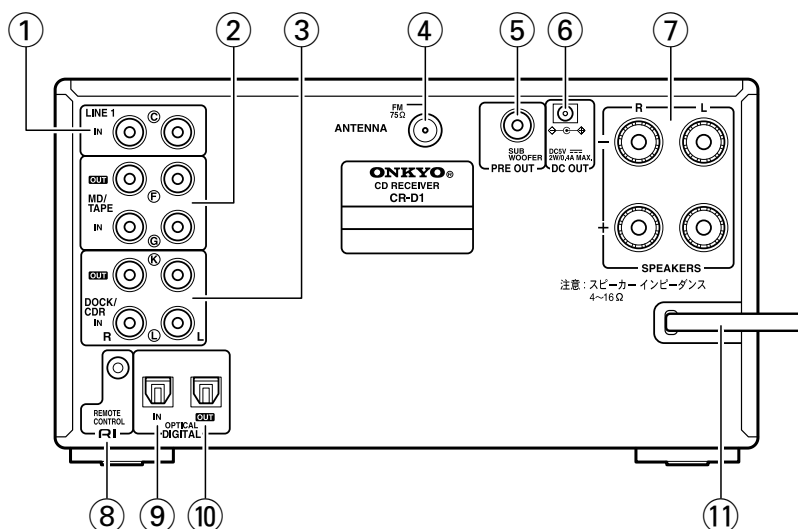 ① ② ③ ④ ⑤ ⑥ ⑦
LINE 1
IN
Ⓒ
OUT
MD/
TAPE
IN
Ⓕ
Ⓖ
OUT
DOCK/
CDR
IN
R
L
Ⓚ
Ⓛ
REMOTE
CONTROL
RI
IN
OUT
OPTICAL
DIGITAL
FM
75Ω
ANTENNA
ONKYO®
CD RECEIVER
CR-D1
SUB
WOOFER
PRE OUT
DC5V ⎓
2W/0,4A MAX.
DC OUT
R L
−
+
SPEAKERS
注意 : スピーカー インピーダンス
4~16 Ω
⑧ ⑨ ⑩ ⑪